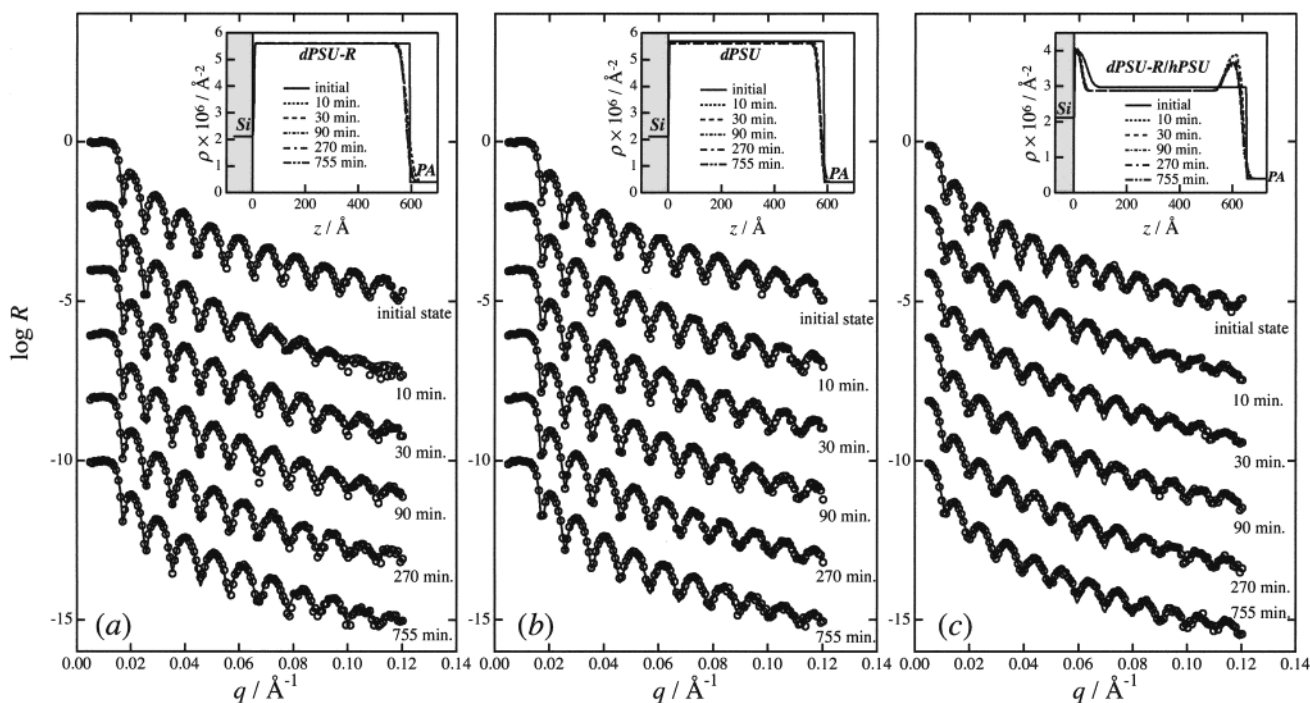 log R
0
-5
-10
-15
initial state
10 min.
30 min.
90 min.
270 min.
755 min.
(a)
0.00 0.02 0.04 0.06 0.08 0.10 0.12 0.14
q / Å-1
ρ × 10^6 / Å-2
6
5
4
3
2
1
0
Si
dPSU-R
initial
10 min.
30 min.
90 min.
270 min.
755 min.
PA
0 200 400 600
z / Å
initial state
10 min.
30 min.
90 min.
270 min.
755 min.
(b)
0.00 0.02 0.04 0.06 0.08 0.10 0.12 0.14
q / Å-1
ρ × 10^6 / Å-2
6
5
4
3
2
1
0
Si
dPSU
initial
10 min.
30 min.
90 min.
270 min.
755 min.
PA
0 200 400 600
z / Å
initial state
10 min.
30 min.
90 min.
270 min.
755 min.
(c)
0.00 0.02 0.04 0.06 0.08 0.10 0.12 0.14
q / Å-1
ρ × 10^6 / Å-2
4
3
2
1
0
Si
dPSU-R/hPSU
initial
10 min.
30 min.
90 min.
270 min.
755 min.
PA
0 200 400 600
z / Å